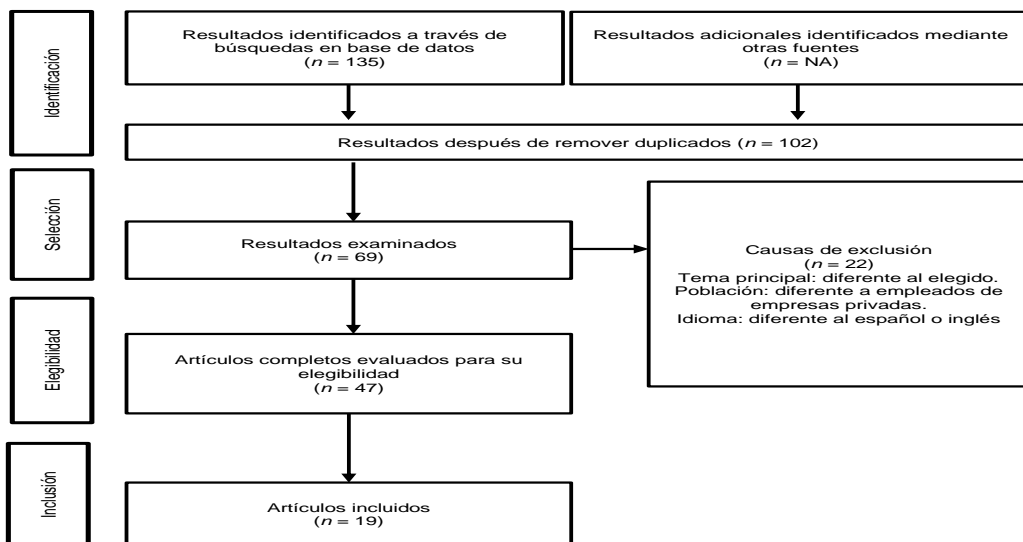 Identificación
Resultados identificados a través de
búsquedas en base de datos
(n = 135)
Resultados adicionales identificados mediante
otras fuentes
(n = NA)
Resultados después de remover duplicados (n = 102)
Selección
Resultados examinados
(n = 69)
Causas de exclusión
(n = 22)
Tema principal: diferente al elegido.
Población: diferente a empleados de
empresas privadas.
Idioma: diferente al español o inglés
Elegibilidad
Artículos completos evaluados para su
elegibilidad
(n = 47)
Inclusión
Artículos incluidos
(n = 19)